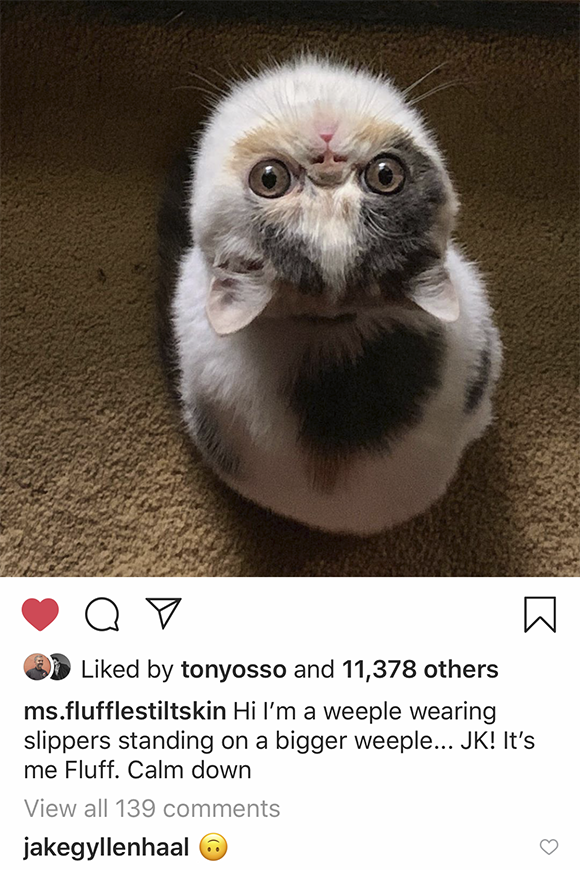 Liked by tonyosso and 11,378 others
ms.flufflestiltskin Hi I’m a weeple wearing
slippers standing on a bigger weeple... JK! It’s
me Fluff. Calm down
View all 139 comments
jakegyllenhaal 🙃